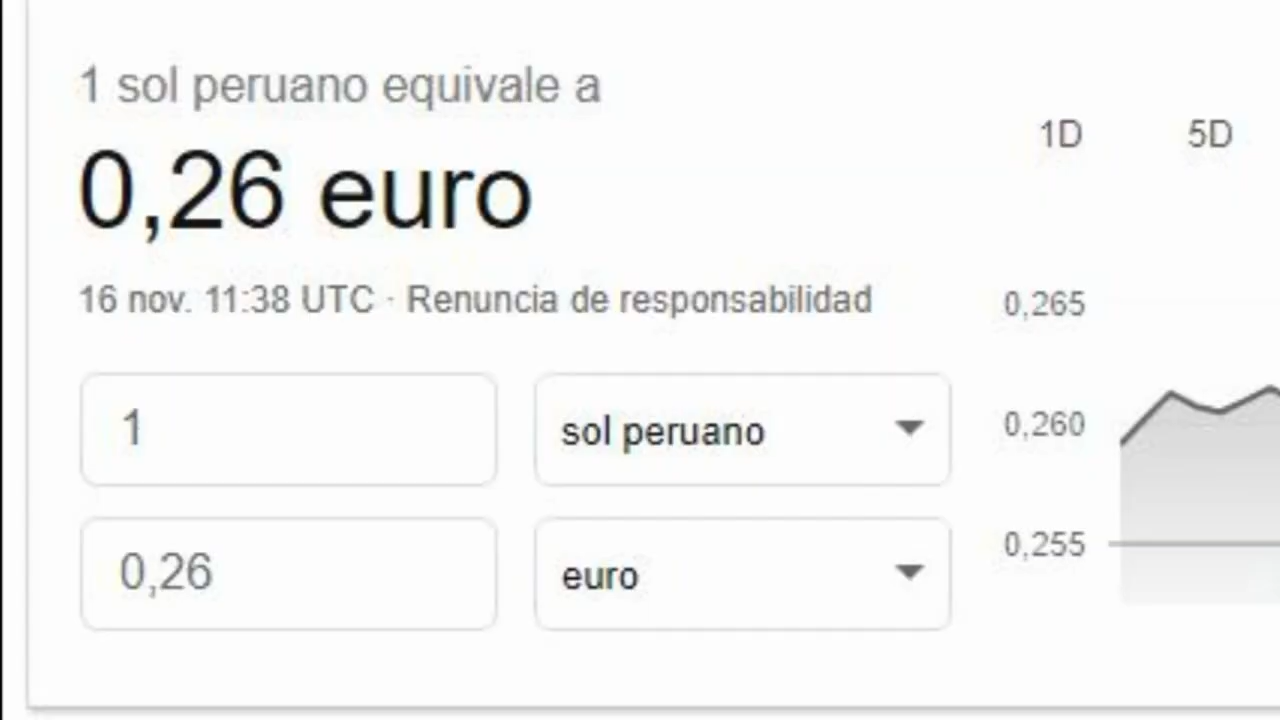 1 sol peruano equivale a
0,26 euro
16 nov. 11:38 UTC · Renuncia de responsabilidad
1
sol peruano
0,26
euro
1D 5D
0,265
0,260
0,255